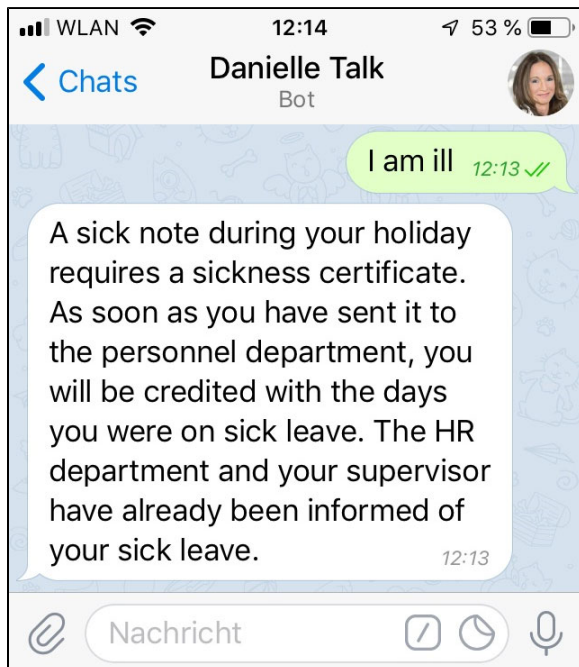 WLAN 12:14 53 %
Chats Danielle Talk
Bot
I am ill 12:13
A sick note during your holiday
requires a sickness certificate.
As soon as you have sent it to
the personnel department, you
will be credited with the days
you were on sick leave. The HR
department and your supervisor
have already been informed of
your sick leave. 12:13
Nachricht